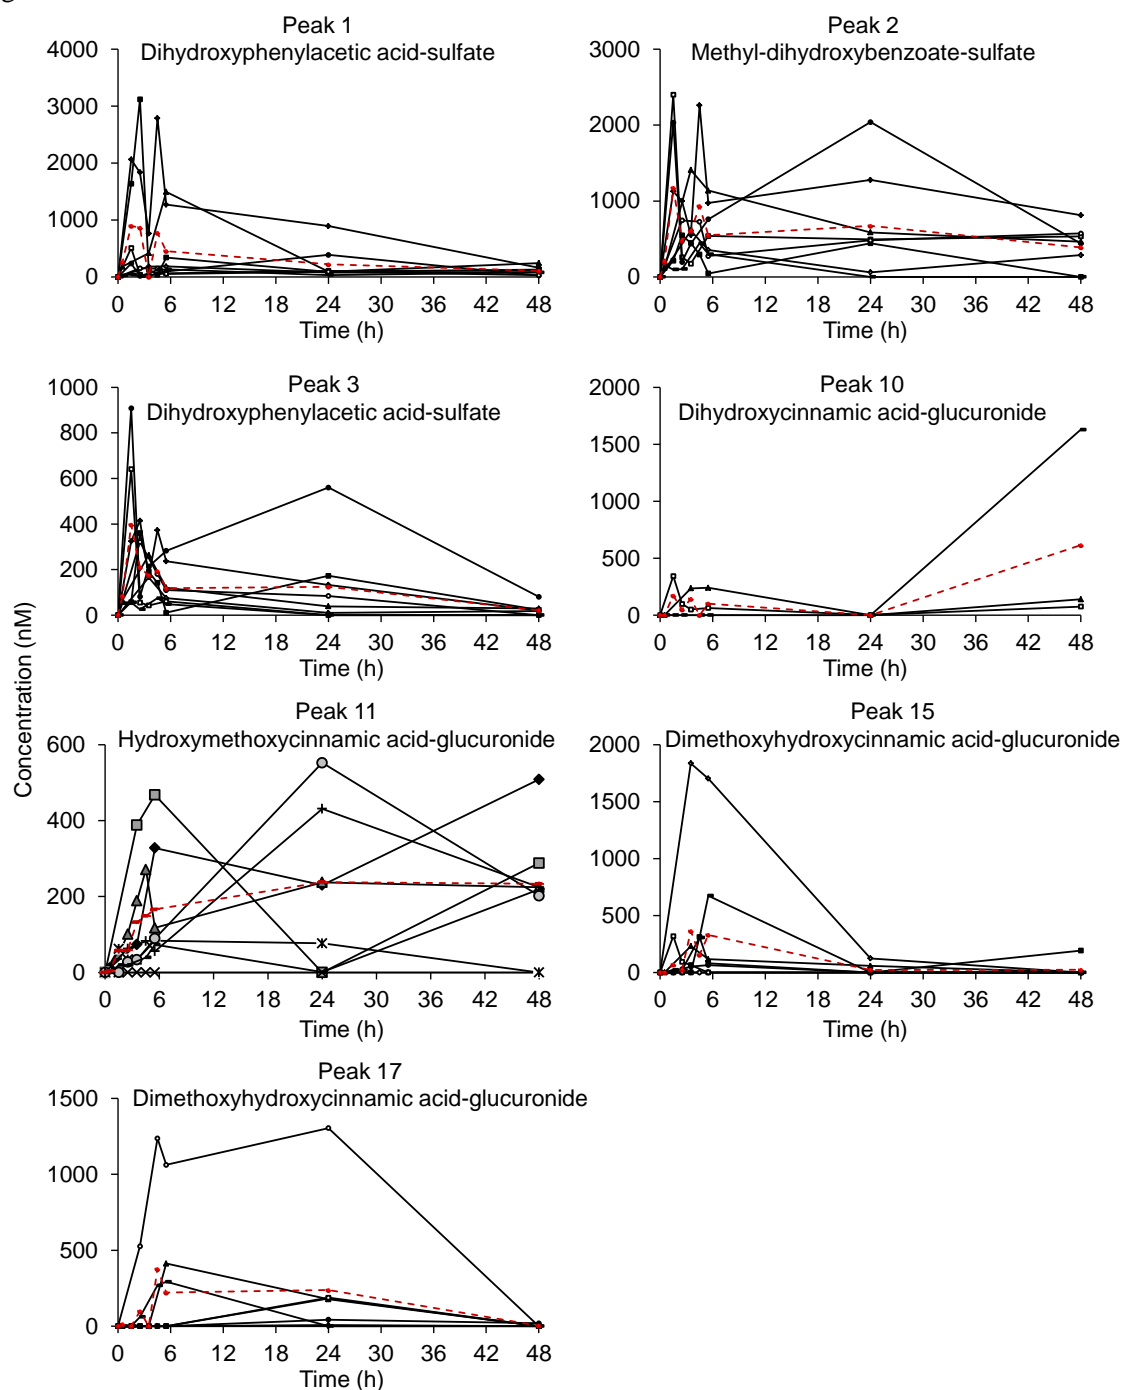 Peak 1
Dihydroxyphenylacetic acid-sulfate
4000
3000
2000
1000
0
0 6 12 18 24 30 36 42 48
Time (h)
Peak 2
Methyl-dihydroxybenzoate-sulfate
3000
2000
1000
0
0 6 12 18 24 30 36 42 48
Time (h)
Peak 3
Dihydroxyphenylacetic acid-sulfate
1000
800
600
400
200
0
0 6 12 18 24 30 36 42 48
Time (h)
Peak 10
Dihydroxycinnamic acid-glucuronide
2000
1500
1000
500
0
0 6 12 18 24 30 36 42 48
Time (h)
Concentration (nM)
Peak 11
Hydroxymethoxycinnamic acid-glucuronide
600
400
200
0
0 6 12 18 24 30 36 42 48
Time (h)
Peak 15
Dimethoxyhydroxycinnamic acid-glucuronide
2000
1500
1000
500
0
0 6 12 18 24 30 36 42 48
Time (h)
Peak 17
Dimethoxyhydroxycinnamic acid-glucuronide
1500
1000
500
0
0 6 12 18 24 30 36 42 48
Time (h)